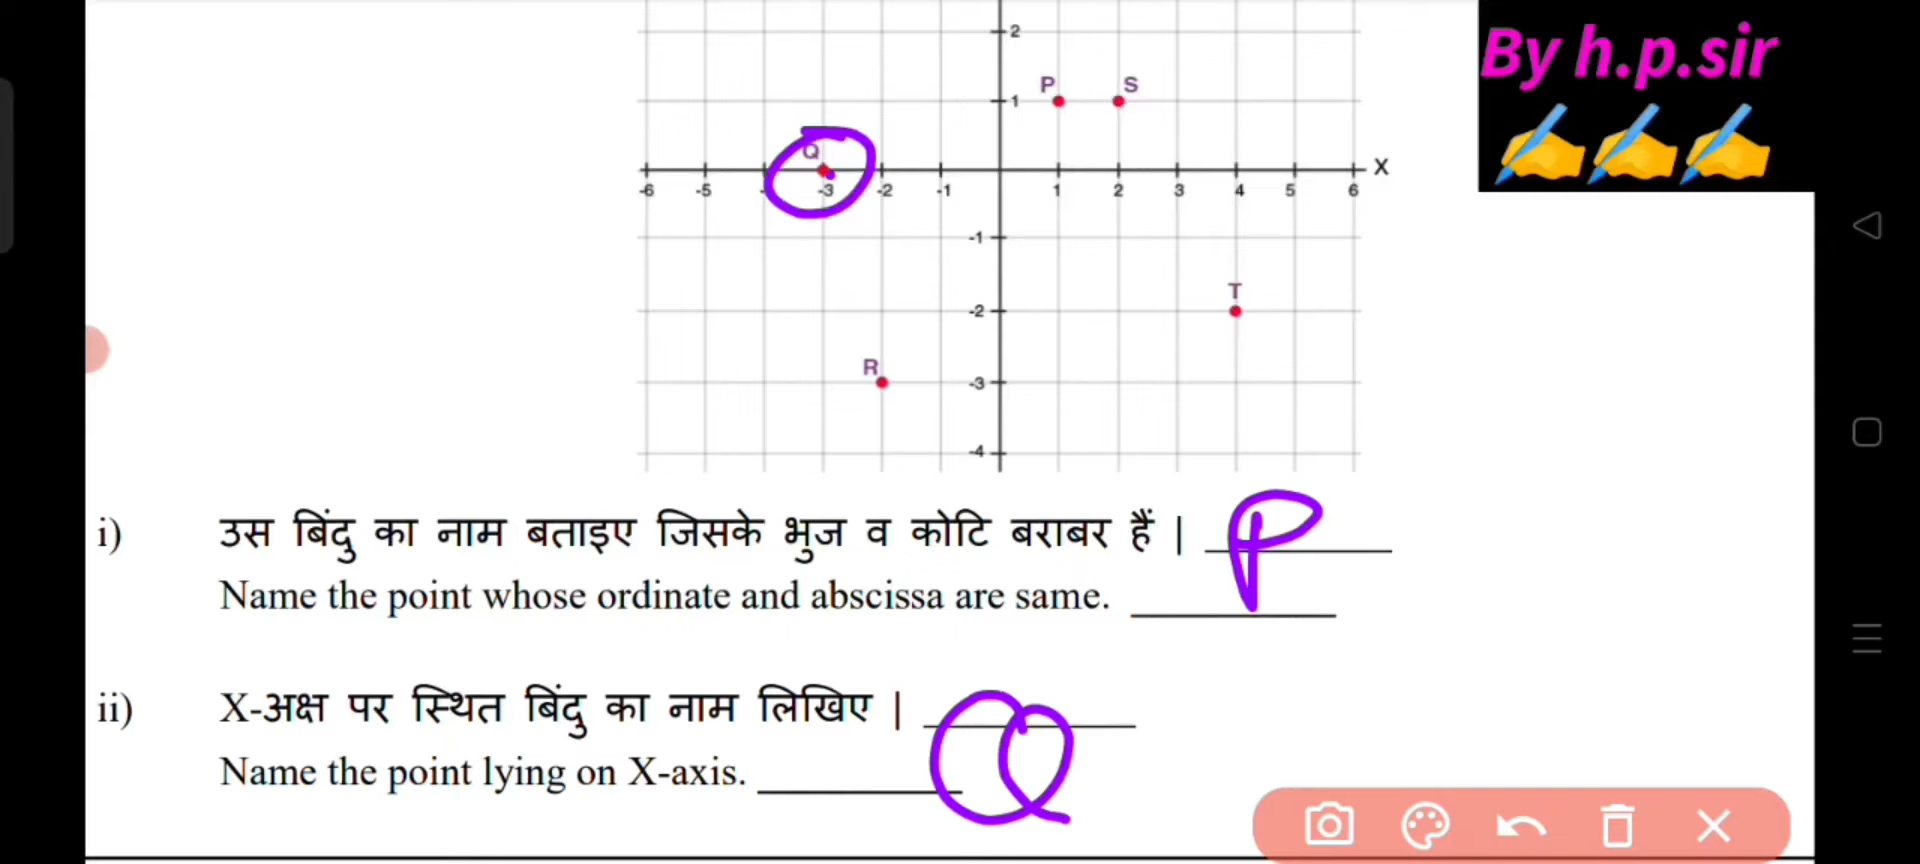 By h.p.sir
2
P
S
1
Q
X
-6 -5 -3 -2 -1 1 2 3 4 5 6
-1
T
-2
R
-3
-4
i) उस बिंदु का नाम बताइए जिसके भुज व कोटि बराबर हैं | P
Name the point whose ordinate and abscissa are same.
ii) X-अक्ष पर स्थित बिंदु का नाम लिखिए | Q
Name the point lying on X-axis.